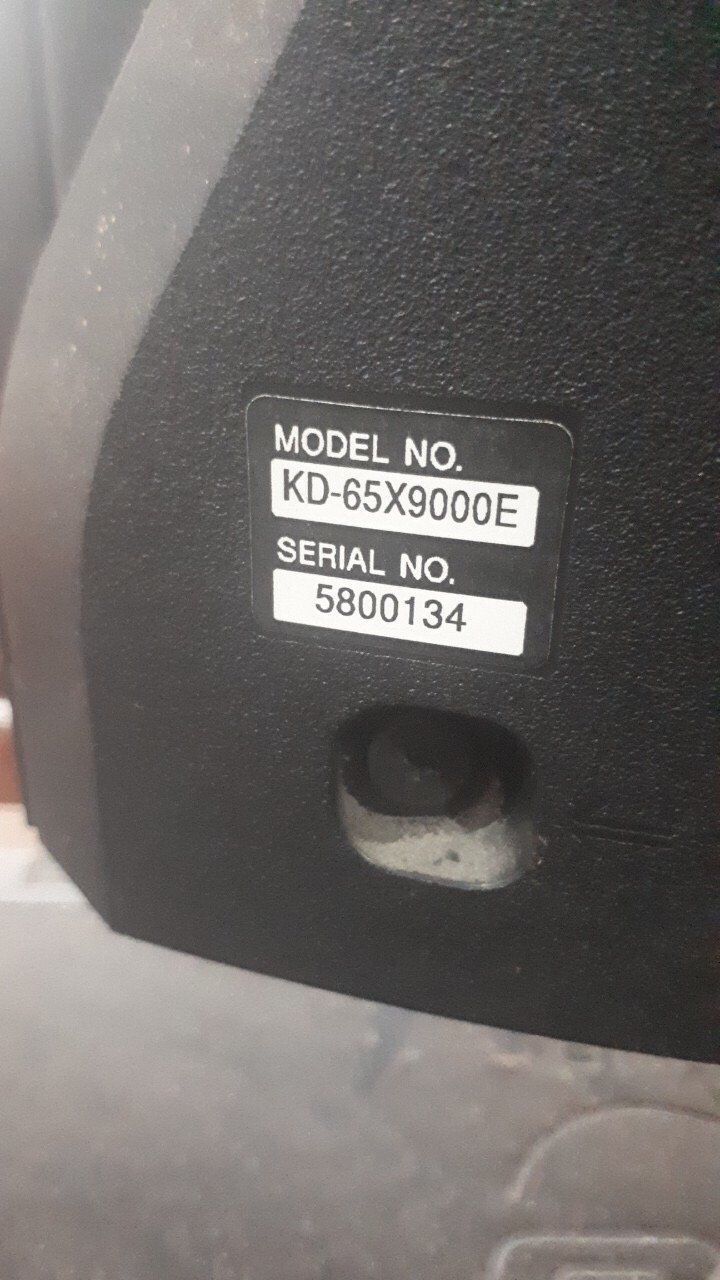 MODEL NO.
KD-65X9000E
SERIAL NO.
5800134